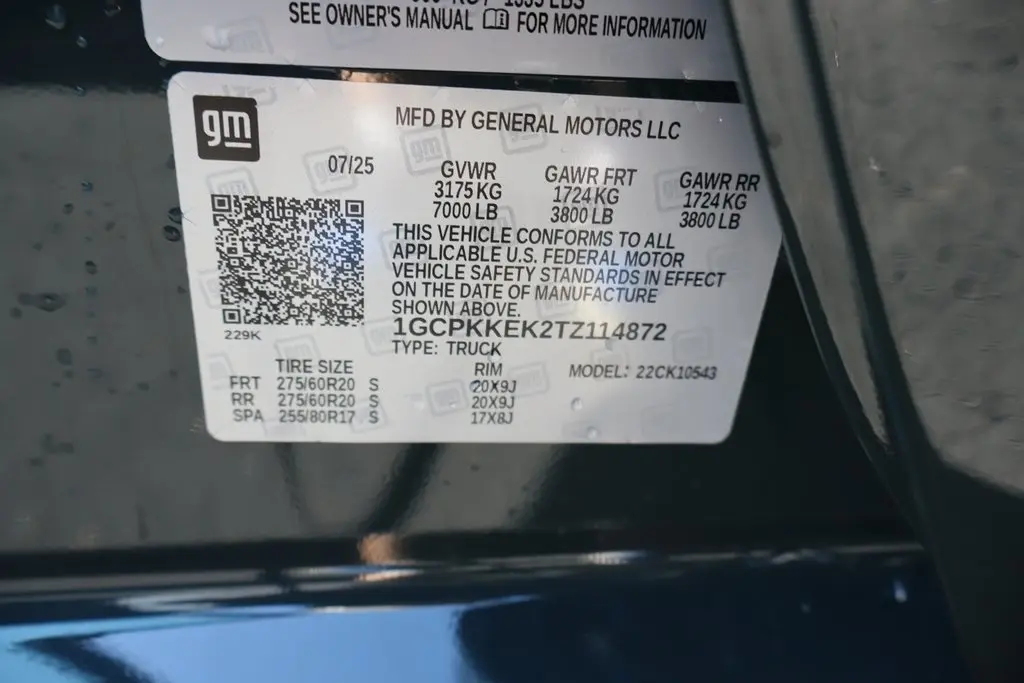 SEE OWNER'S MANUAL FOR MORE INFORMATION
gm
MFD BY GENERAL MOTORS LLC
07/25
GVWR GAWR FRT GAWR RR
3175 KG 1724 KG 1724 KG
7000 LB 3800 LB 3800 LB
THIS VEHICLE CONFORMS TO ALL
APPLICABLE U.S. FEDERAL MOTOR
VEHICLE SAFETY STANDARDS IN EFFECT
ON THE DATE OF MANUFACTURE
SHOWN ABOVE.
229K
1GCPKKEK2TZ114872
TYPE: TRUCK
TIRE SIZE RIM MODEL: 22CK10543
FRT 275/60R20 S 20X9J
RR 275/60R20 S 20X9J
SPA 255/80R17 S 17X8J